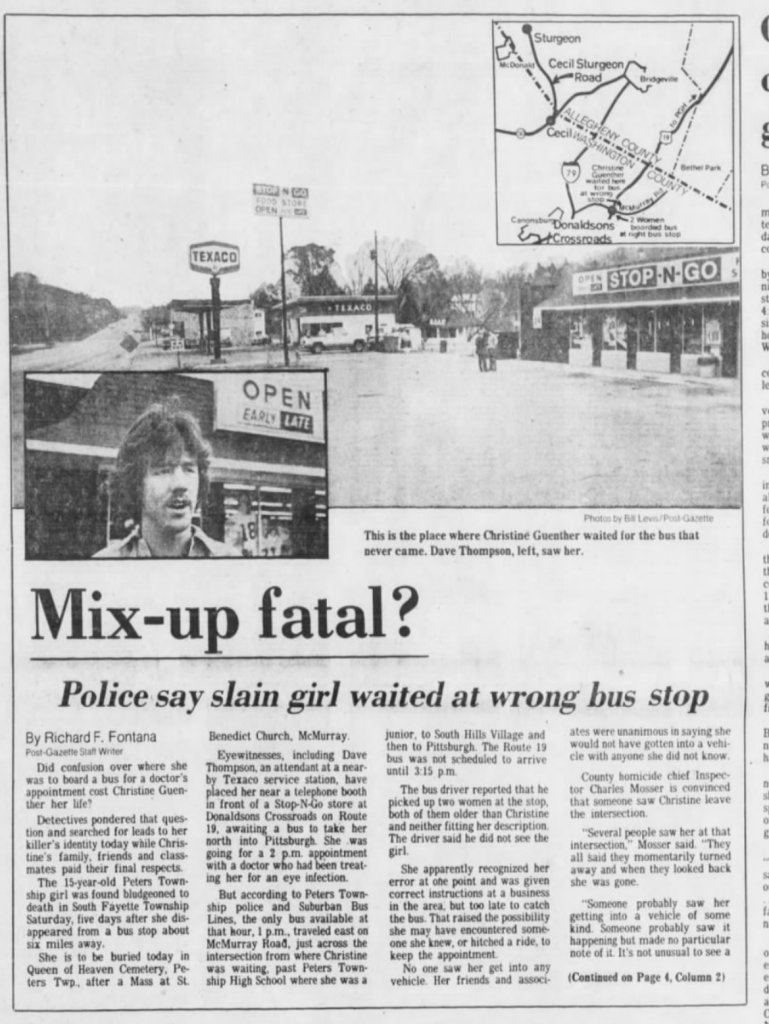 Sturgeon
McDonald
Cecil Sturgeon
Road
Bridgeville
Cecil
ALLEGHENY COUNTY
WASHINGTON COUNTY
to PGH
19
79
Bethel Park
Christine
Guenther
waited here
for bus
at wrong
stop
McMurray Rd.
Canonsburg
Donaldsons
Crossroads
2 Women
boarded bus
at right bus stop
STOP-N-GO
FOOD STORE
OPEN
TEXACO
TEXACO
OPEN
STOP-N-GO
OPEN
EARLY LATE
18
Photos by Bill Levis/Post-Gazette
This is the place where Christine Guenther waited for the bus that
never came. Dave Thompson, left, saw her.
Mix-up fatal?
Police say slain girl waited at wrong bus stop
By Richard F. Fontana
Post-Gazette Staff Writer
Did confusion over where she
was to board a bus for a doctor's
appointment cost Christine Guen-
ther her life?
Detectives pondered that ques-
tion and searched for leads to her
killer's identity today while Chris-
tine's family, friends and class-
mates paid their final respects.
The 15-year-old Peters Town-
ship girl was found bludgeoned to
death in South Fayette Township
Saturday, five days after she dis-
appeared from a bus stop about
six miles away.
She is to be buried today in
Queen of Heaven Cemetery, Pe-
ters Twp., after a Mass at St.
Benedict Church, McMurray.
Eyewitnesses, including Dave
Thompson, an attendant at a near-
by Texaco service station, have
placed her near a telephone booth
in front of a Stop-N-Go store at
Donaldsons Crossroads on Route
19, awaiting a bus to take her
north into Pittsburgh. She was
going for a 2 p.m. appointment
with a doctor who had been treat-
ing her for an eye infection.
But according to Peters Town-
ship police and Suburban Bus
Lines, the only bus available at
that hour, 1 p.m., traveled east on
McMurray Road, just across the
intersection from where Christine
was waiting, past Peters Town-
ship High School where she was a
junior, to South Hills Village and
then to Pittsburgh. The Route 19
bus was not scheduled to arrive
until 3:15 p.m.
The bus driver reported that he
picked up two women at the stop,
both of them older than Christine
and neither fitting her description.
The driver said he did not see the
girl.
She apparently recognized her
error at one point and was given
correct instructions at a business
in the area, but too late to catch
the bus. That raised the possibility
she may have encountered some-
one she knew, or hitched a ride, to
keep the appointment.
No one saw her get into any
vehicle. Her friends and associ-
ates were unanimous in saying she
would not have gotten into a vehi-
cle with anyone she did not know.
County homicide chief Inspec-
tor Charles Mosser is convinced
that someone saw Christine leave
the intersection.
"Several people saw her at that
intersection," Mosser said. "They
all said they momentarily turned
away and when they looked back
she was gone.
"Someone probably saw her
getting into a vehicle of some
kind. Someone probably saw it
happening but made no particular
note of it. It's not unusual to see a
(Continued on Page 4, Column 2)